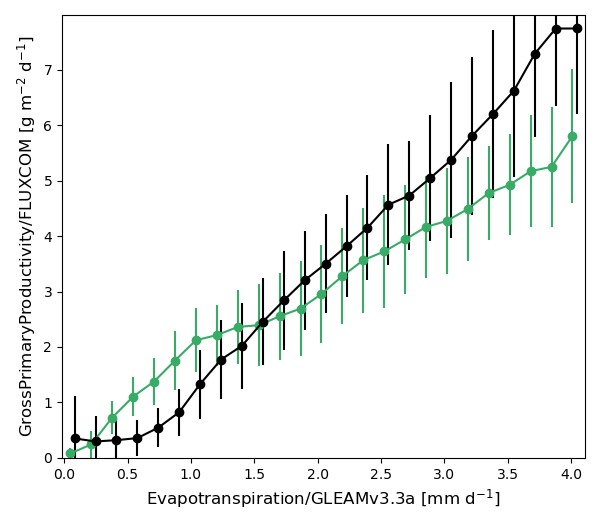 GrossPrimaryProductivity/FLUXCOM [g m⁻² d⁻¹]
7
6
5
4
3
2
1
0
0.0 0.5 1.0 1.5 2.0 2.5 3.0 3.5 4.0
Evapotranspiration/GLEAMv3.3a [mm d⁻¹]